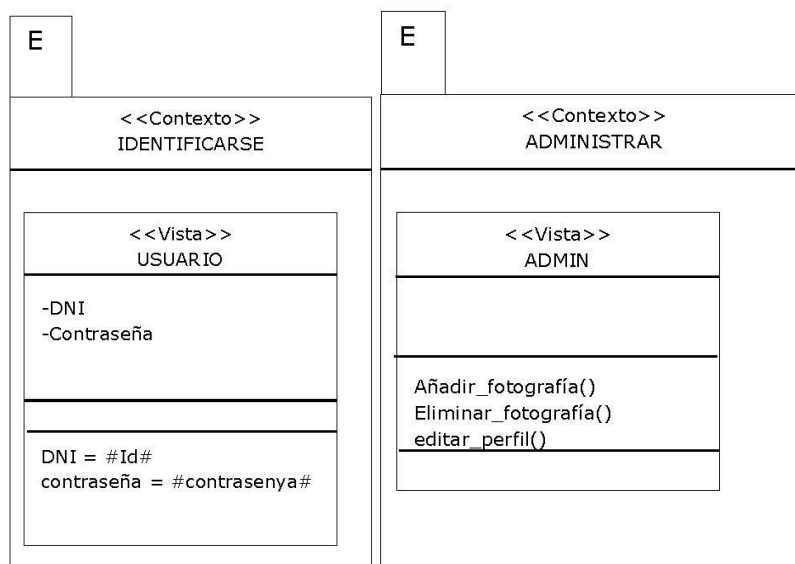 E
<<Contexto>>
IDENTIFICARSE
<<Vista>>
USUARIO
-DNI
-Contraseña
DNI = #Id#
contraseña = #contrasenya#
E
<<Contexto>>
ADMINISTRAR
<<Vista>>
ADMIN
Añadir_fotografía()
Eliminar_fotografía()
editar_perfil()